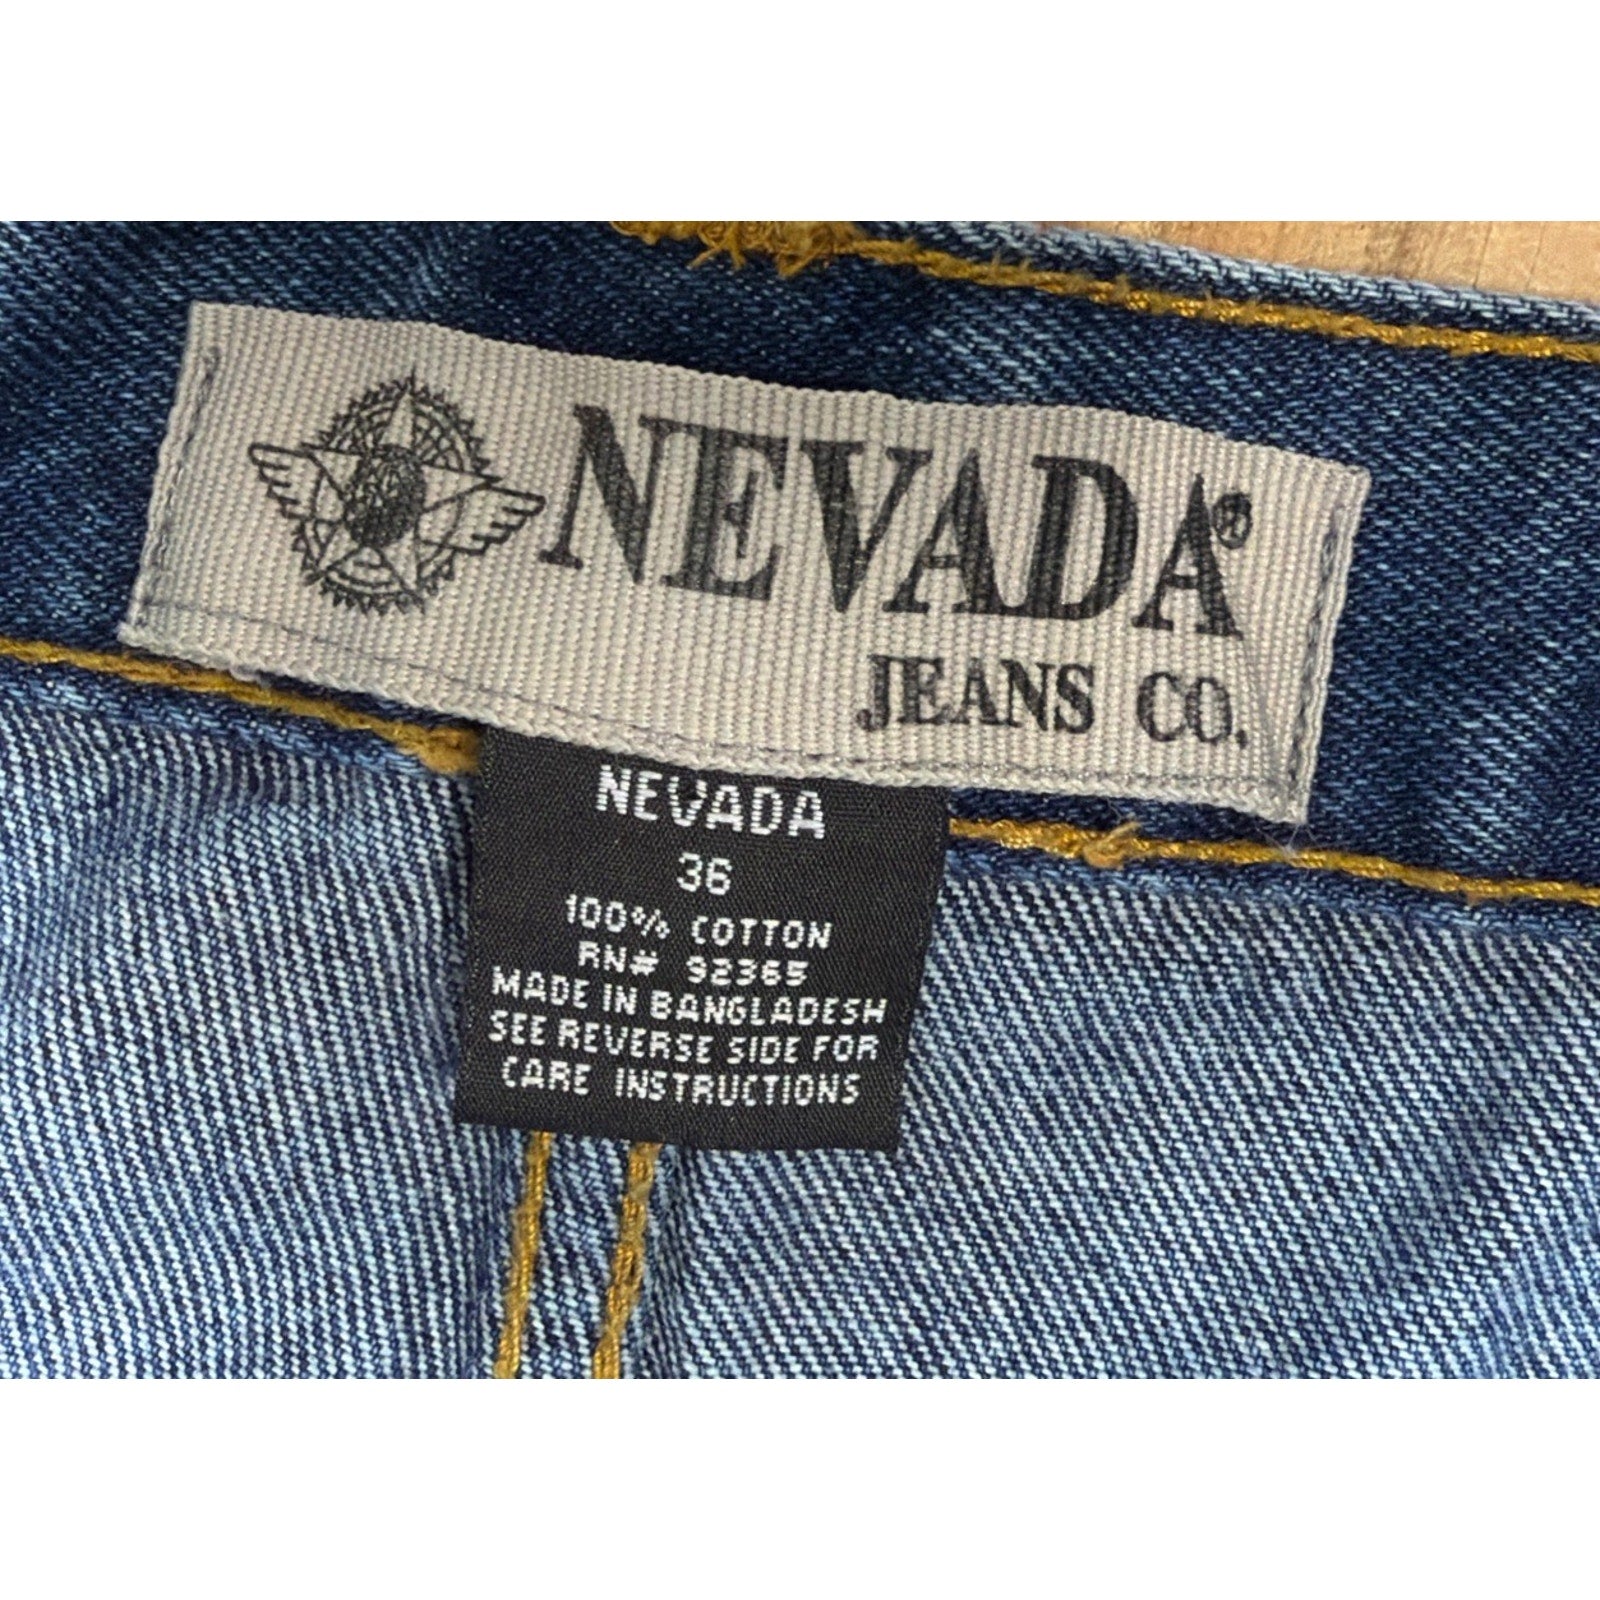 NEVADA®
JEANS CO.
NEVADA
36
100% COTTON
RN# 92365
MADE IN BANGLADESH
SEE REVERSE SIDE FOR
CARE INSTRUCTIONS